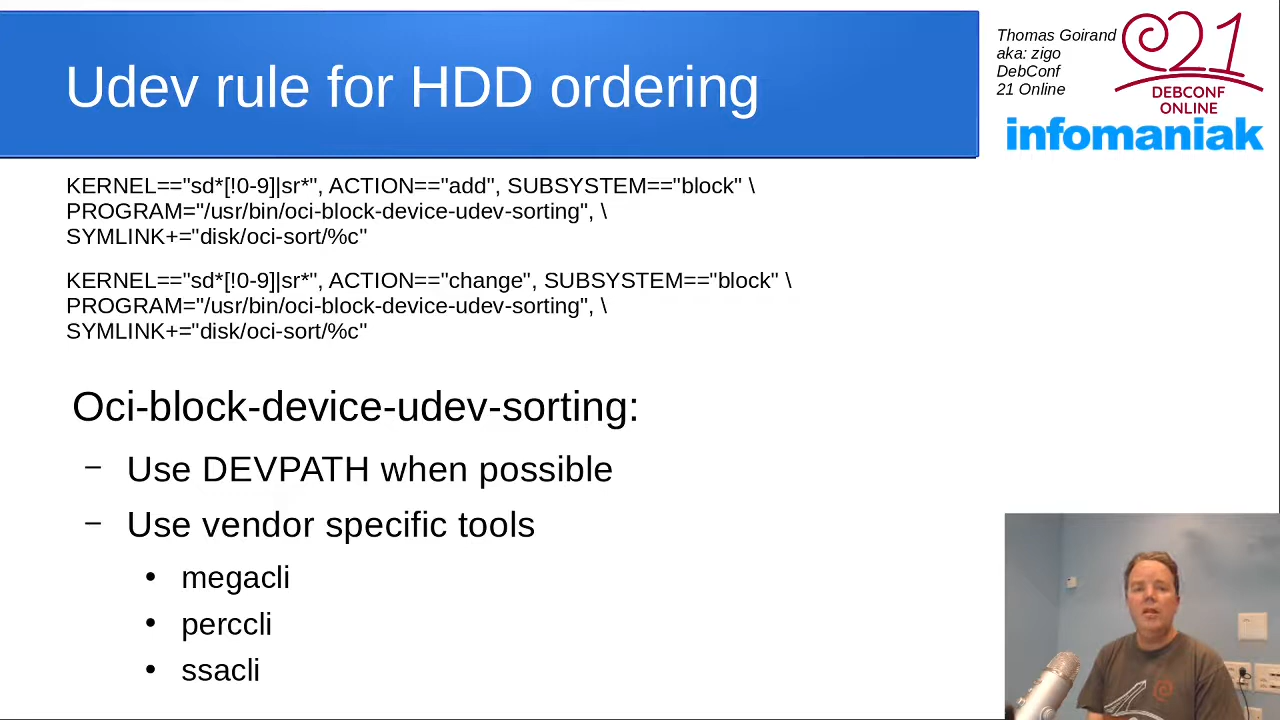 Udev rule for HDD ordering
Thomas Goirand
aka: zigo
DebConf
21 Online
21
DEBCONF
ONLINE
infomaniak
KERNEL=="sd*[!0-9]|sr*", ACTION=="add", SUBSYSTEM=="block" \
PROGRAM="/usr/bin/oci-block-device-udev-sorting", \
SYMLINK+="disk/oci-sort/%c"
KERNEL=="sd*[!0-9]|sr*", ACTION=="change", SUBSYSTEM=="block" \
PROGRAM="/usr/bin/oci-block-device-udev-sorting", \
SYMLINK+="disk/oci-sort/%c"
Oci-block-device-udev-sorting:
– Use DEVPATH when possible
– Use vendor specific tools
• megacli
• perccli
• ssacli